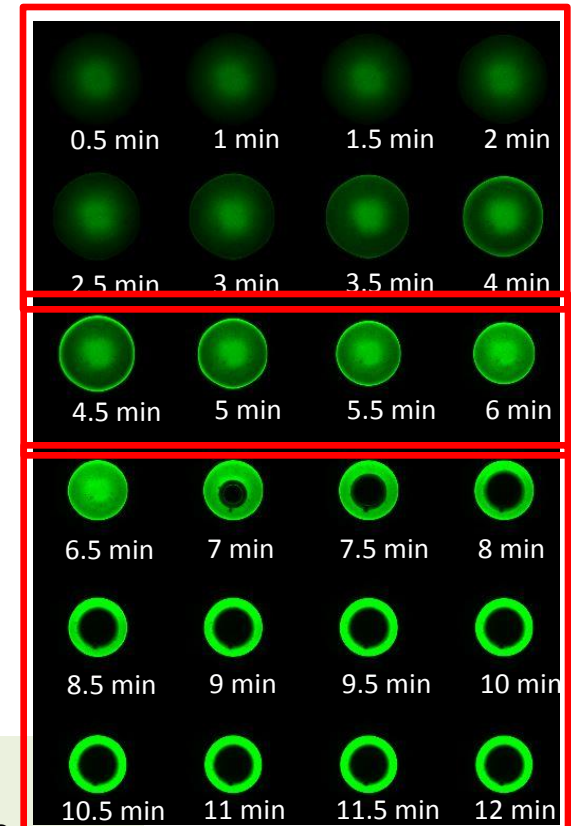 0.5 min 1 min 1.5 min 2 min
2.5 min 3 min 3.5 min 4 min
4.5 min 5 min 5.5 min 6 min
6.5 min 7 min 7.5 min 8 min
8.5 min 9 min 9.5 min 10 min
10.5 min 11 min 11.5 min 12 min